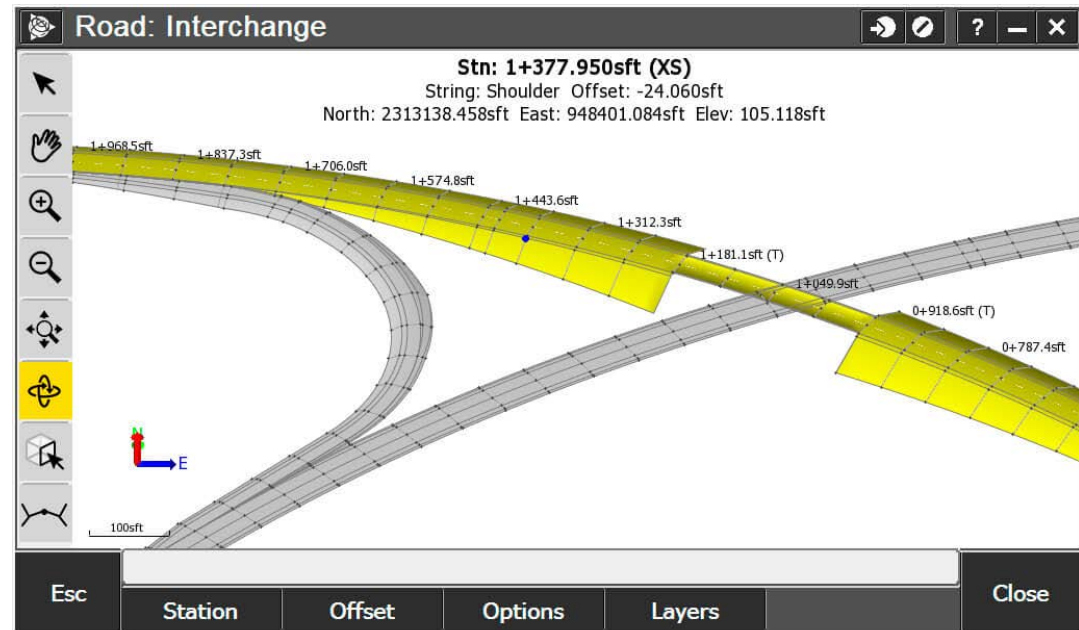 Road: Interchange
?
Stn: 1+377.950sft (XS)
String: Shoulder Offset: -24.060sft
North: 2313138.458sft East: 948401.084sft Elev: 105.118sft
1+968.5sft
1+837.3sft
1+706.0sft
1+574.8sft
1+443.6sft
1+312.3sft
1+181.1sft (T)
1+049.9sft
0+918.6sft (T)
0+787.4sft
N
E
100sft
Esc
Station
Offset
Options
Layers
Close